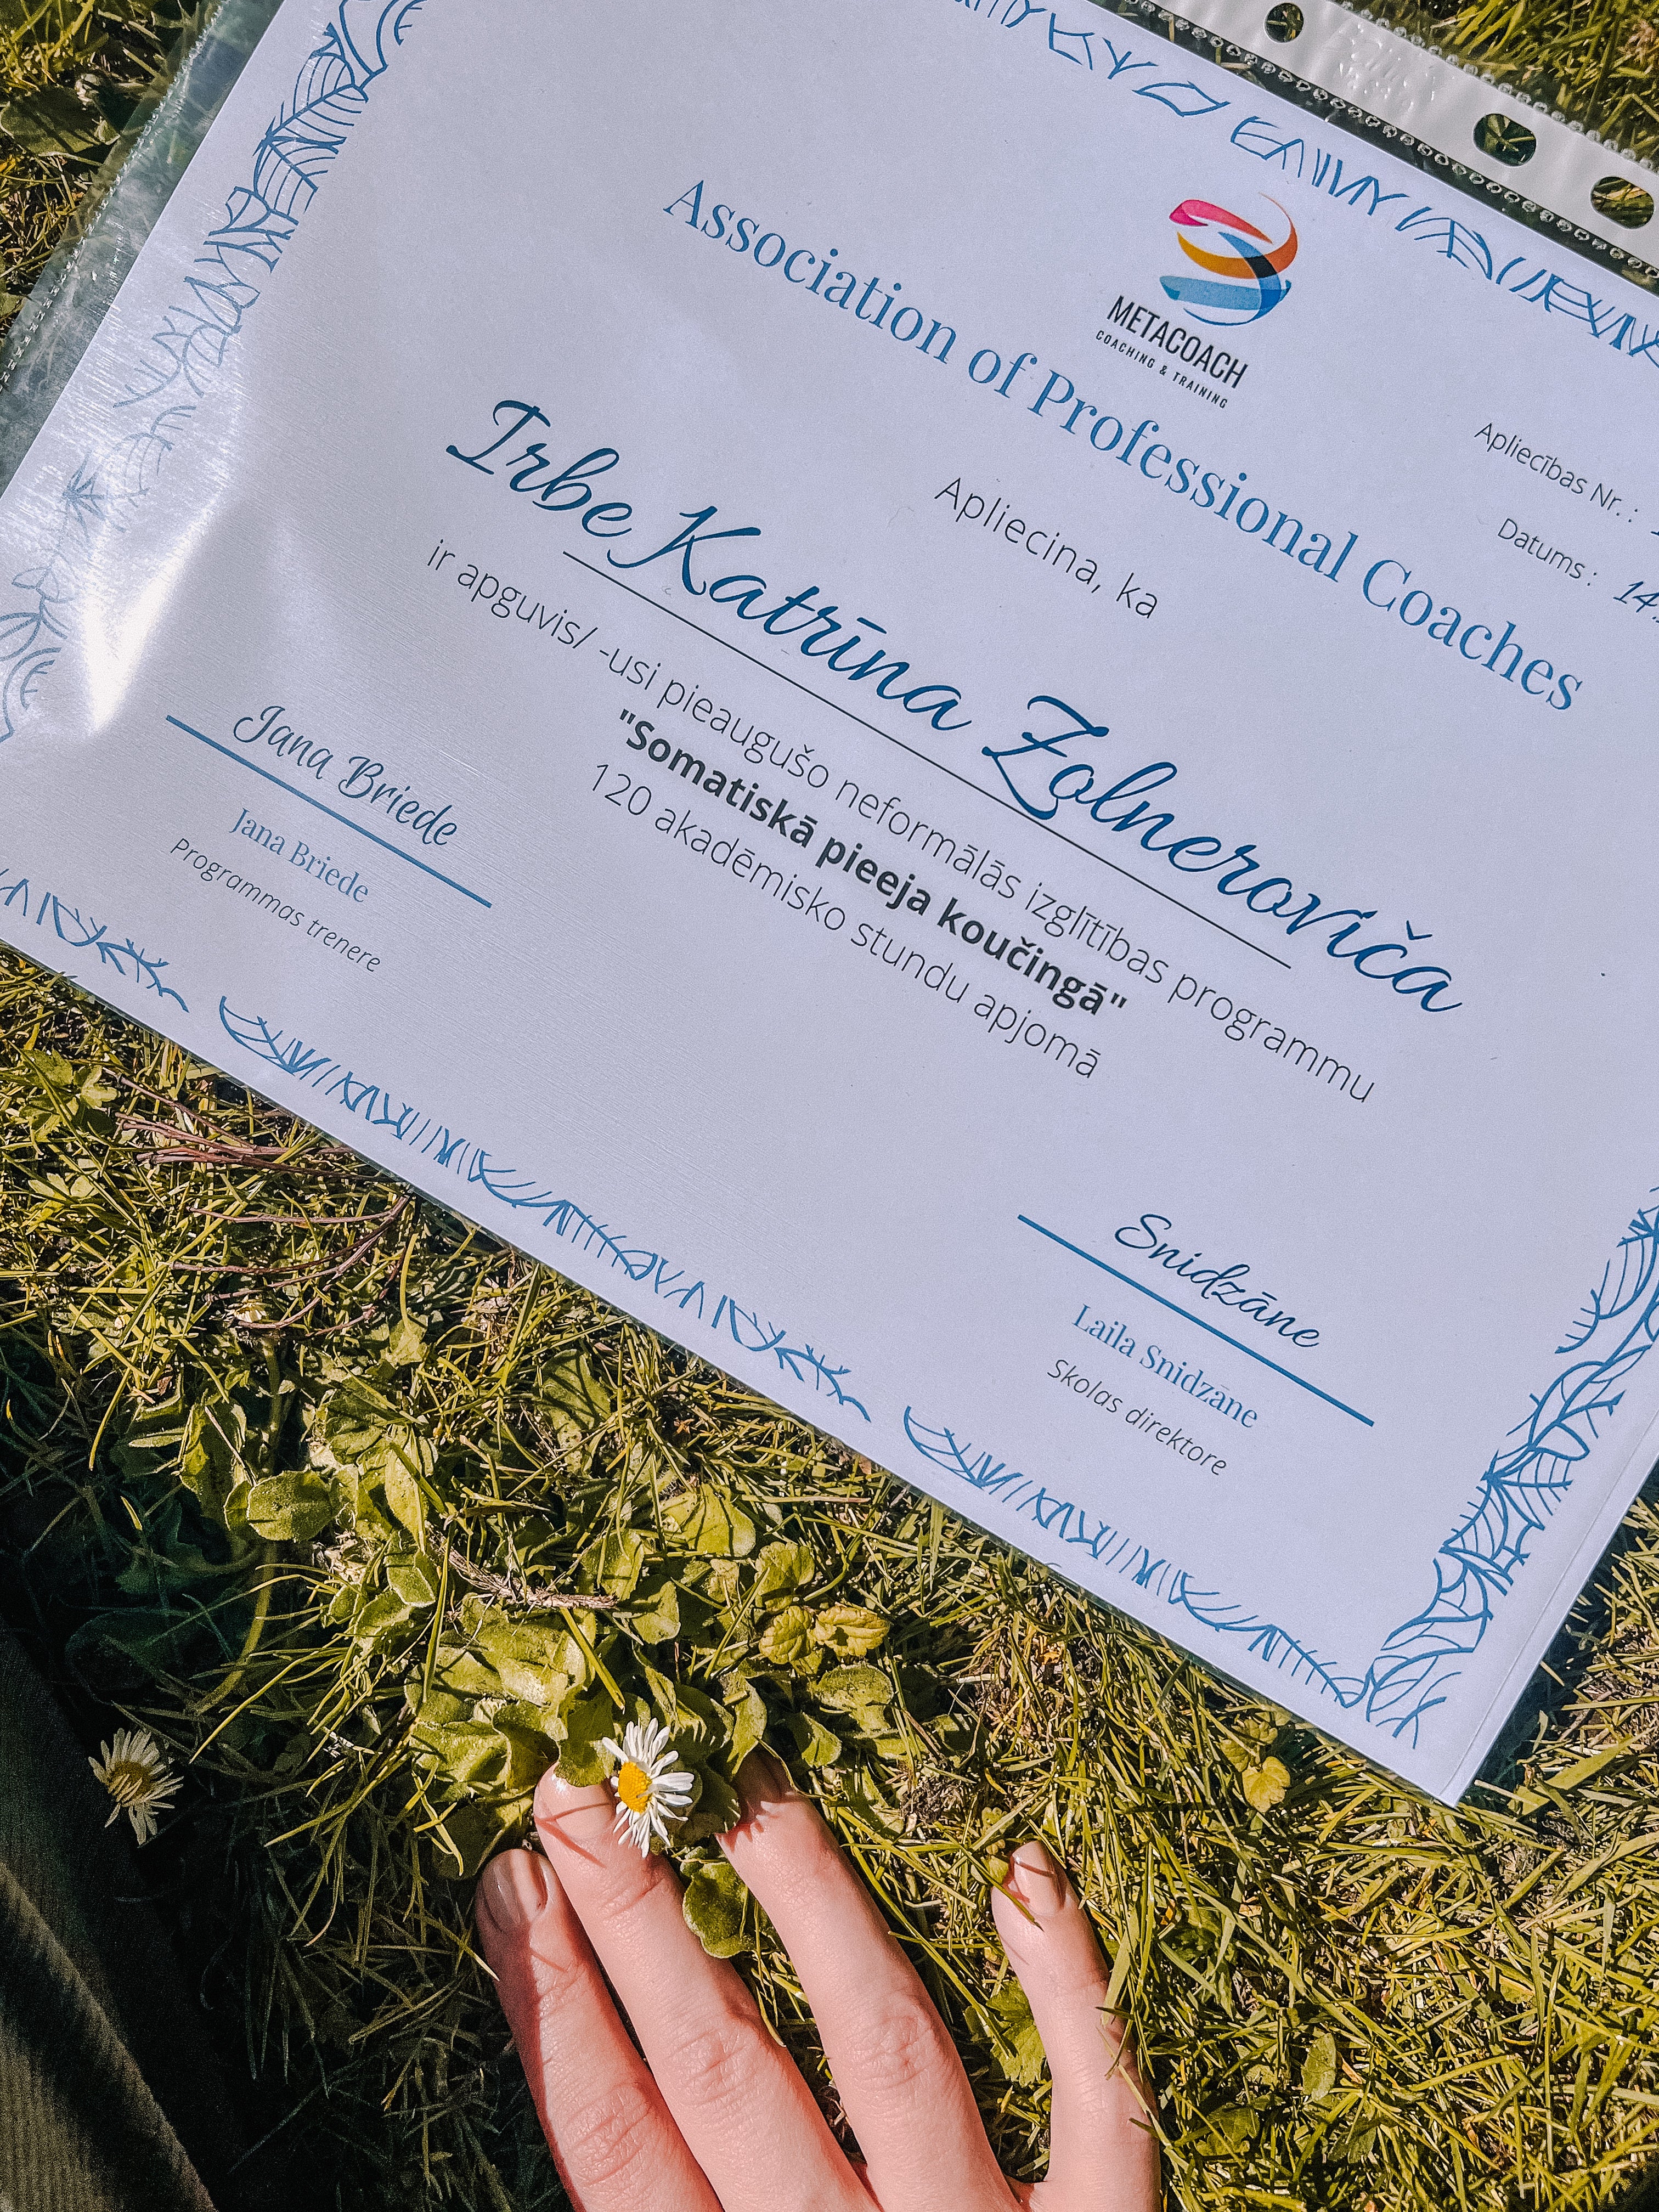 METACOACH
COACHING & TRAINING
Association of Professional Coaches
Apliecības Nr. :
Datums : 14.
Apliecina, ka
Irbe Katrīna Zolneroviča
ir apguvis/ -usi pieaugušo neformālās izglītības programmu
"Somatiskā pieeja koučingā"
120 akadēmisko stundu apjomā
Jana Briede
Jana Briede
Programmas trenere
Snidzāne
Laila Snidzāne
Skolas direktore